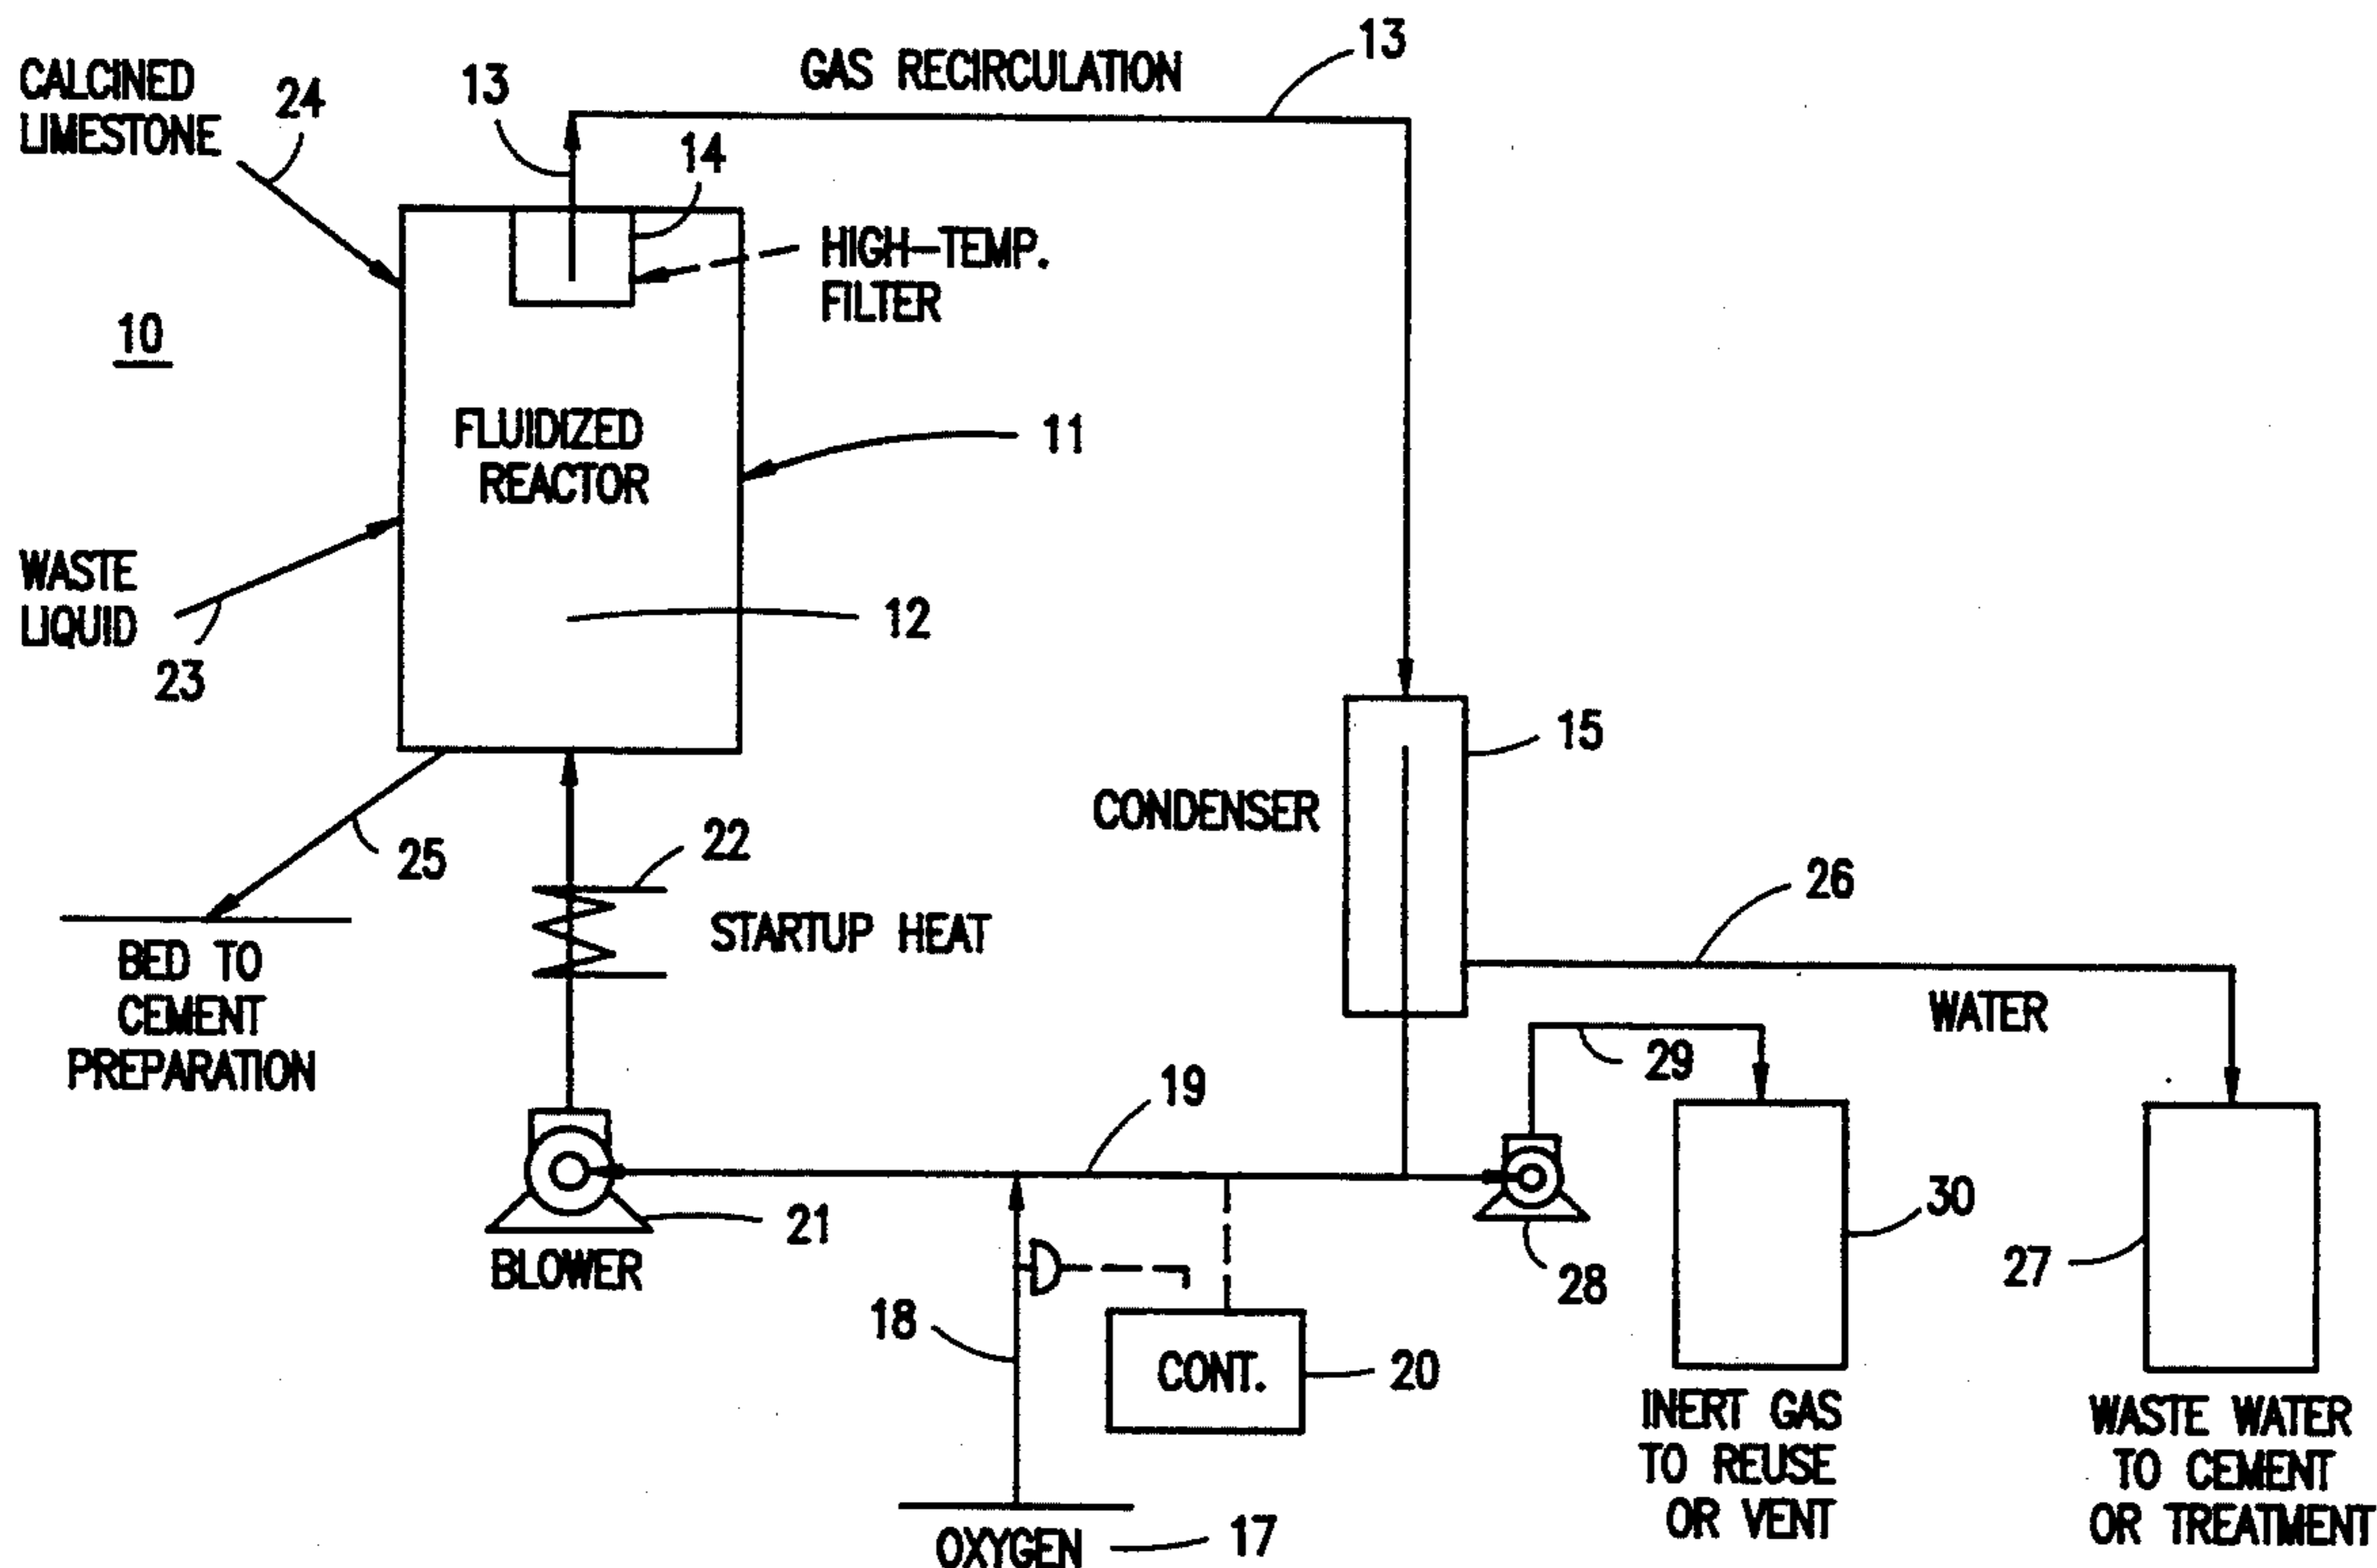 CALCINED
LIMESTONE
24
13
GAS RECIRCULATION
13
14
HIGH-TEMP.
FILTER
10
FLUIDIZED
REACTOR
11
WASTE
LIQUID
23
12
15
CONDENSER
25
22
STARTUP HEAT
26
BED TO
CEMENT
PREPARATION
WATER
29
19
21
BLOWER
28
30
27
18
CONT.
20
INERT GAS
TO REUSE
OR VENT
WASTE WATER
TO CEMENT
OR TREATMENT
OXYGEN
17